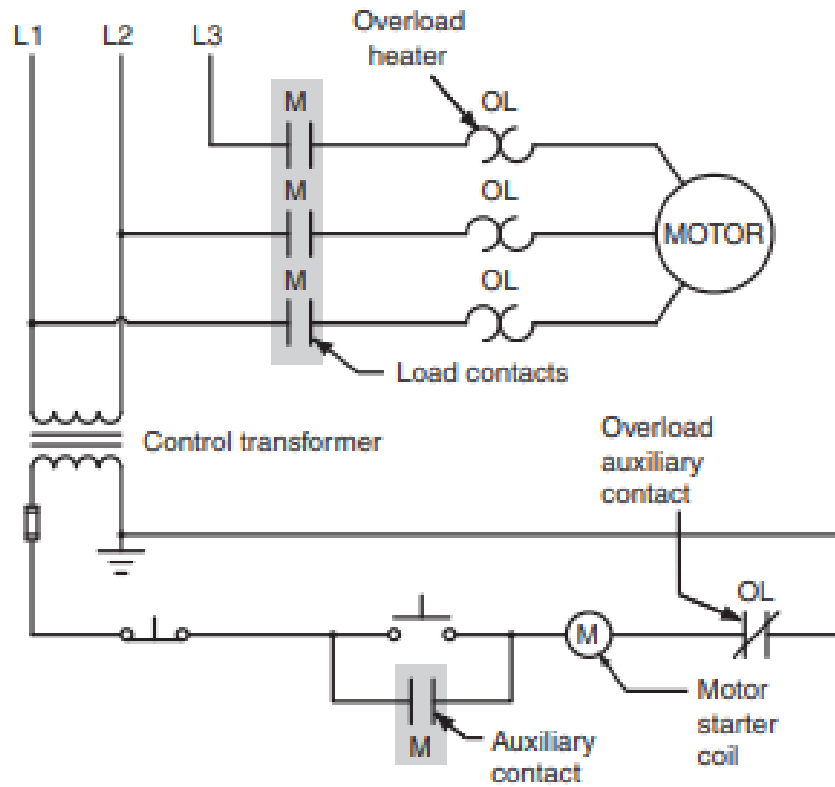 L1
L2
L3
Overload
heater
M
OL
M
OL
MOTOR
M
OL
Load contacts
Control transformer
Overload
auxiliary
contact
OL
M
Motor
starter
coil
M
Auxiliary
contact